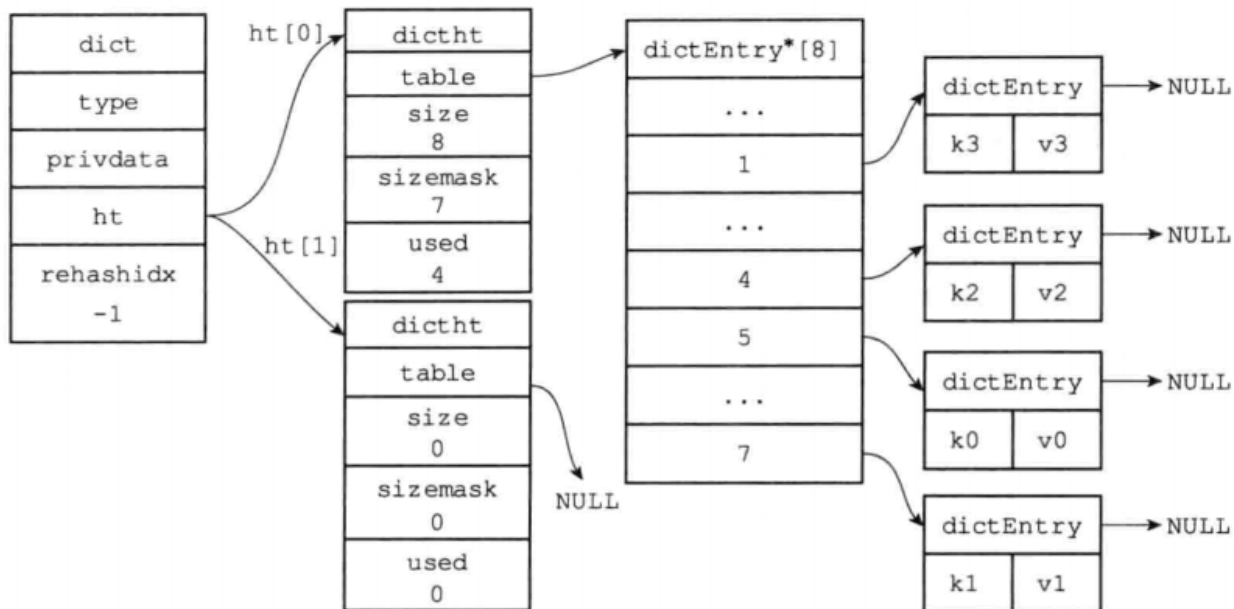 dict
type
privdata
ht
rehashidx
-1
ht[0]
ht[1]
dictht
table
size
8
sizemask
7
used
4
dictht
table
size
0
sizemask
0
used
0
NULL
dictEntry*[8]
...
1
...
4
5
...
7
dictEntry
NULL
k3 v3
dictEntry
NULL
k2 v2
dictEntry
NULL
k0 v0
dictEntry
NULL
k1 v1